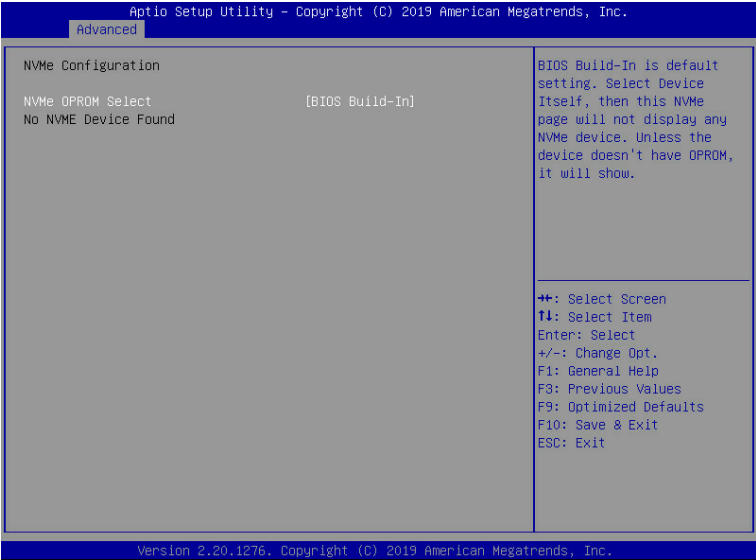 Aptio Setup Utility – Copyright (C) 2019 American Megatrends, Inc.
Advanced
NVMe Configuration
NVMe OPROM Select [BIOS Build-In]
No NVME Device Found
BIOS Build-In is default
setting. Select Device
Itself, then this NVMe
page will not display any
NVMe device. Unless the
device doesn't have OPROM,
it will show.
→←: Select Screen
↑↓: Select Item
Enter: Select
+/-: Change Opt.
F1: General Help
F3: Previous Values
F9: Optimized Defaults
F10: Save & Exit
ESC: Exit
Version 2.20.1276. Copyright (C) 2019 American Megatrends, Inc.